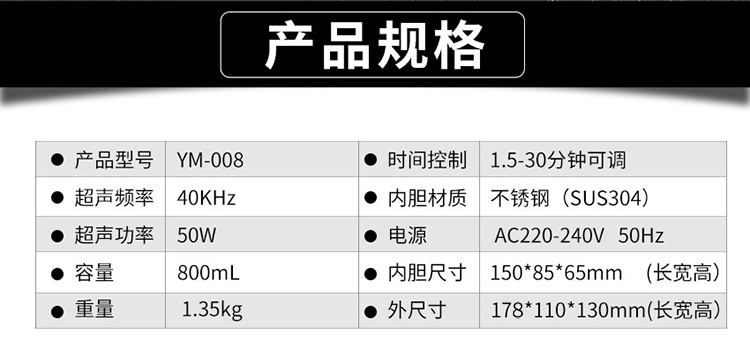 产品规格
● 产品型号 YM-008 ● 时间控制 1.5-30分钟可调
● 超声频率 40KHz ● 内胆材质 不锈钢（SUS304）
● 超声功率 50W ● 电源 AC220-240V 50Hz
● 容量 800mL ● 内胆尺寸 150*85*65mm (长宽高）
● 重量 1.35kg ● 外尺寸 178*110*130mm(长宽高）